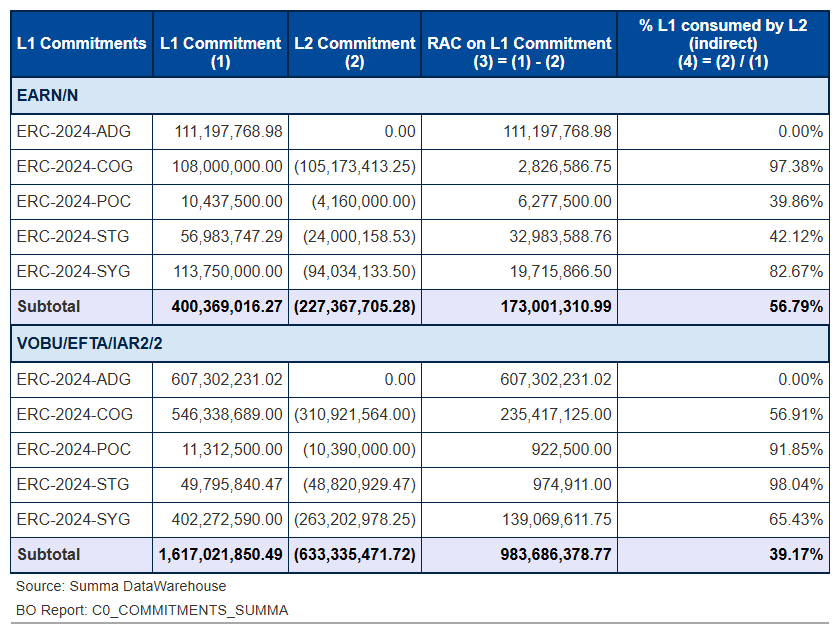 L1 Commitments L1 Commitment (1) L2 Commitment (2) RAC on L1 Commitment (3) = (1) - (2) % L1 consumed by L2 (indirect) (4) = (2) / (1)
EARN/N
ERC-2024-ADG 111,197,768.98 0.00 111,197,768.98 0.00%
ERC-2024-COG 108,000,000.00 (105,173,413.25) 2,826,586.75 97.38%
ERC-2024-POC 10,437,500.00 (4,160,000.00) 6,277,500.00 39.86%
ERC-2024-STG 56,983,747.29 (24,000,158.53) 32,983,588.76 42.12%
ERC-2024-SYG 113,750,000.00 (94,034,133.50) 19,715,866.50 82.67%
Subtotal 400,369,016.27 (227,367,705.28) 173,001,310.99 56.79%
VOBU/EFTA/IAR2/2
ERC-2024-ADG 607,302,231.02 0.00 607,302,231.02 0.00%
ERC-2024-COG 546,338,689.00 (310,921,564.00) 235,417,125.00 56.91%
ERC-2024-POC 11,312,500.00 (10,390,000.00) 922,500.00 91.85%
ERC-2024-STG 49,795,840.47 (48,820,929.47) 974,911.00 98.04%
ERC-2024-SYG 402,272,590.00 (263,202,978.25) 139,069,611.75 65.43%
Subtotal 1,617,021,850.49 (633,335,471.72) 983,686,378.77 39.17%
Source: Summa DataWarehouse
BO Report: C0_COMMITMENTS_SUMMA